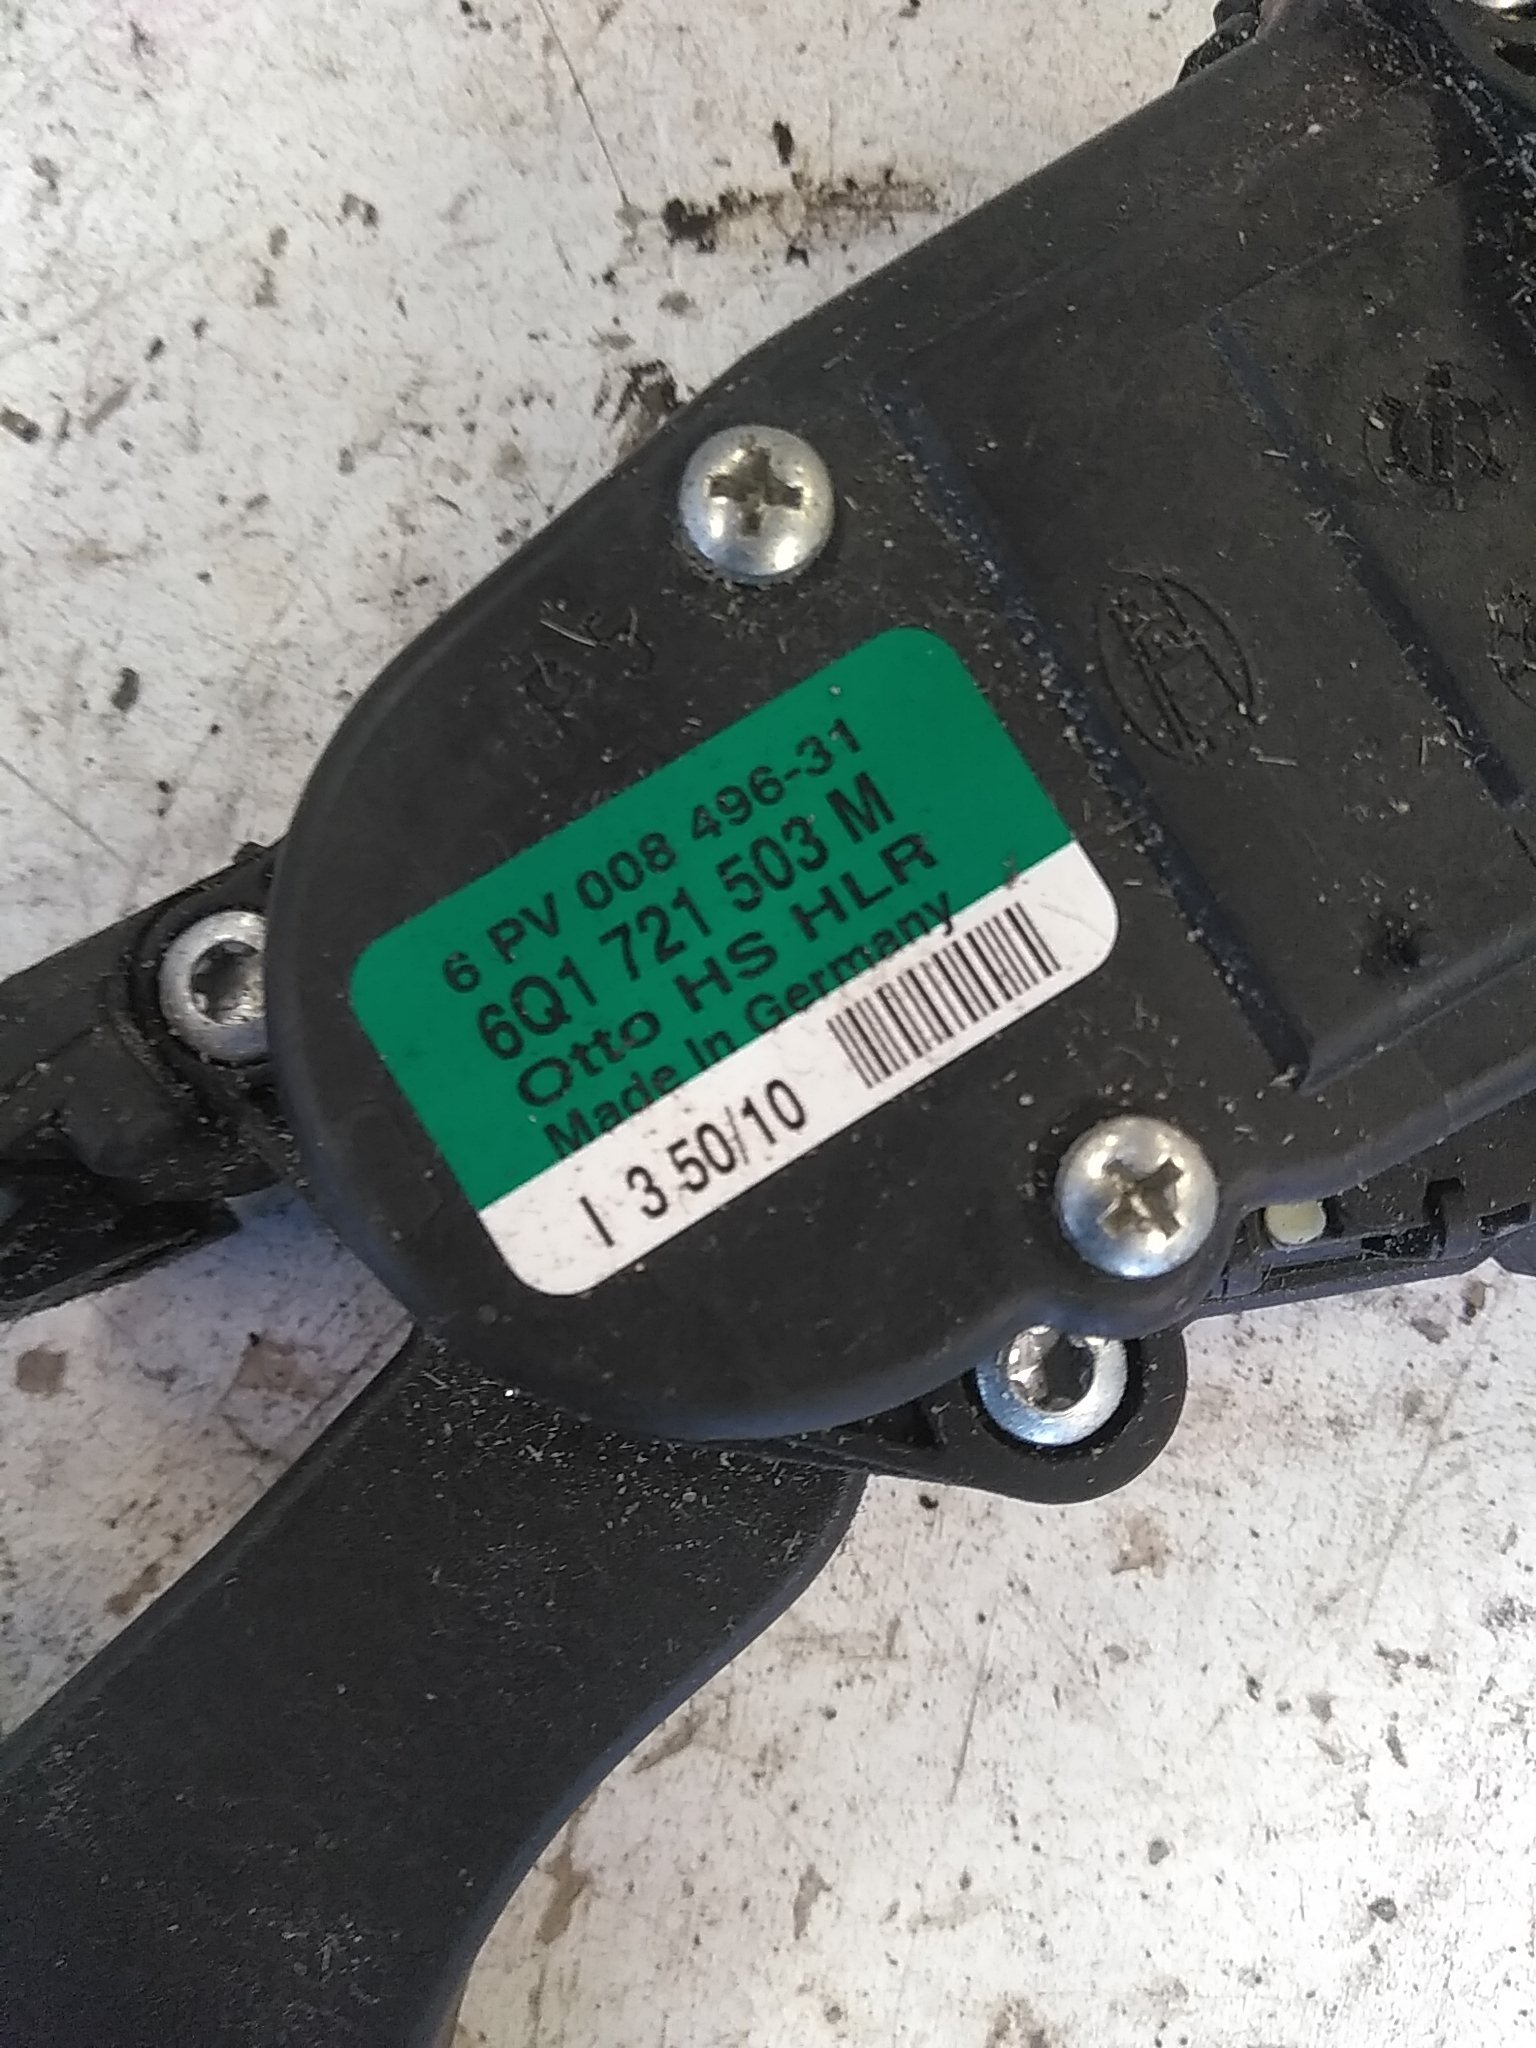 6 PV 008 496-31
6Q1 721 503 M
Otto HS HLR
Made In Germany
I 3 50/10